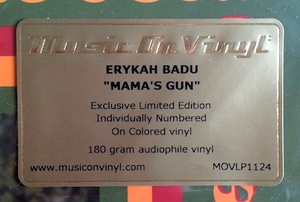 Music On Vinyl
ERYKAH BADU
"MAMA'S GUN"
Exclusive Limited Edition
Individually Numbered
On Colored vinyl
180 gram audiophile vinyl
www.musiconvinyl.com MOVLP1124